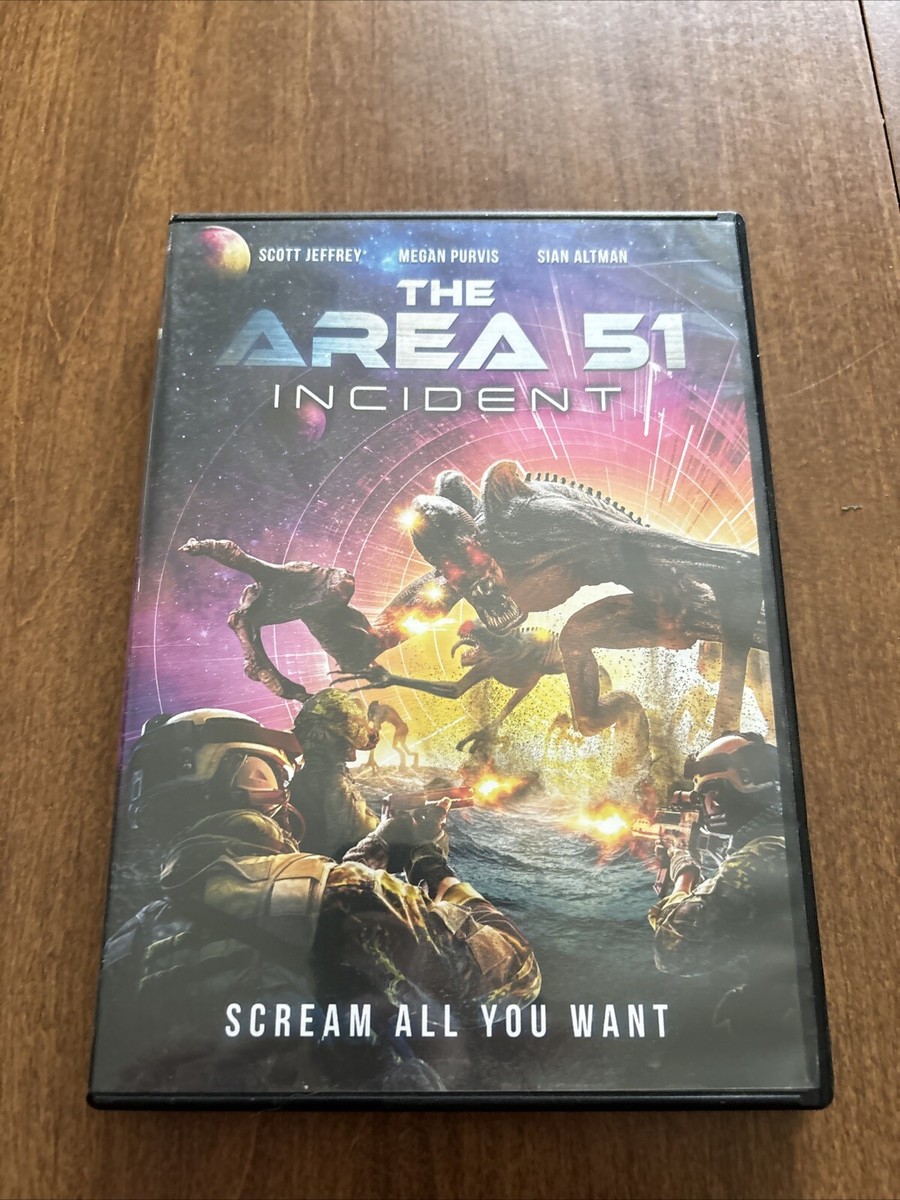 SCOTT JEFFREY MEGAN PURVIS SIAN ALTMAN
THE
AREA 51
INCIDENT
SCREAM ALL YOU WANT